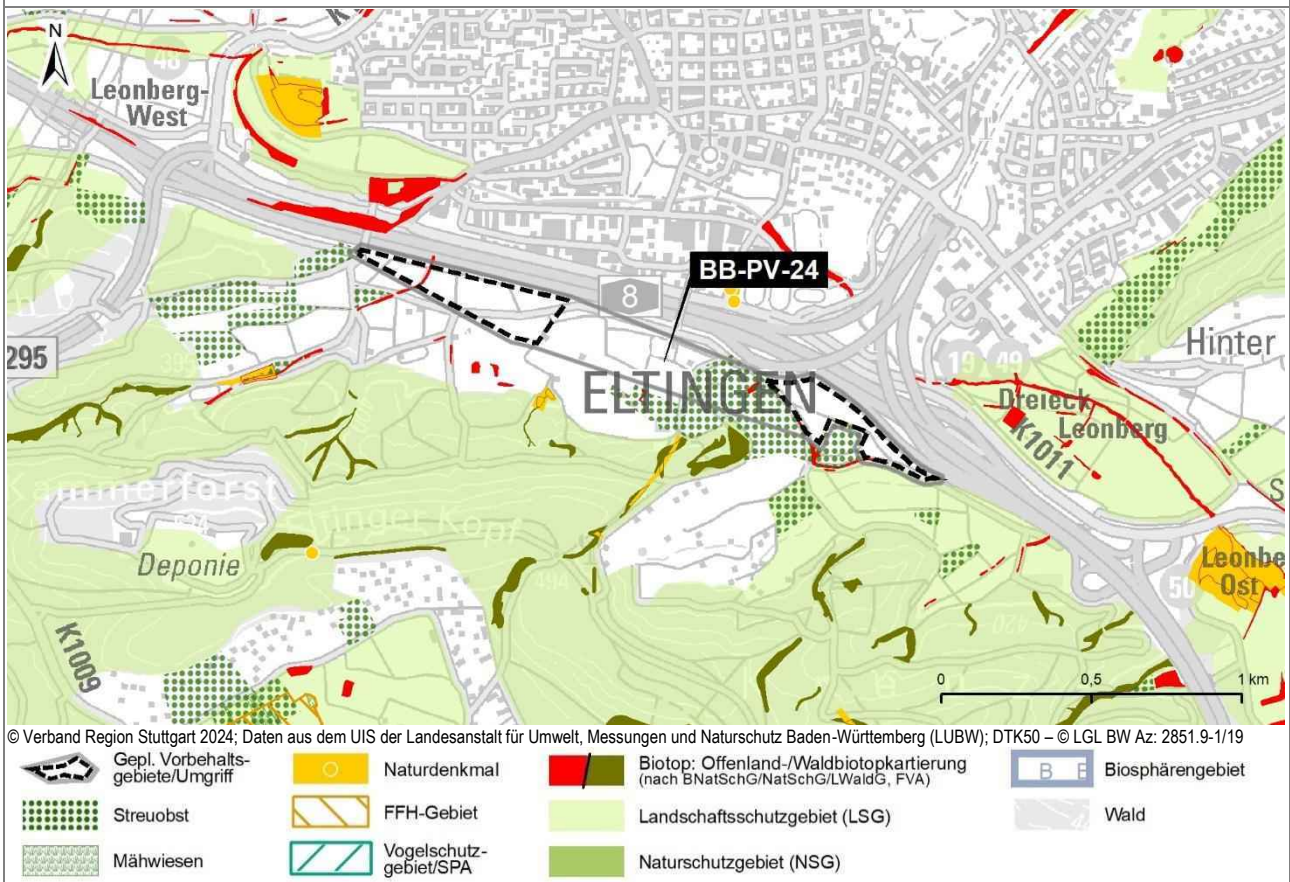 N
48
Leonberg-
West
BB-PV-24
8
295
ELTINGEN
19 49
Hinter
Dreieck
Leonberg
K1011
Kammerforst
Eltinger Kopf
Deponie
494
Leonbe
Ost
50
K1009
420
0 0,5 1 km
© Verband Region Stuttgart 2024; Daten aus dem UIS der Landesanstalt für Umwelt, Messungen und Naturschutz Baden-Württemberg (LUBW); DTK50 – © LGL BW Az: 2851.9-1/19
Gepl. Vorbehalts-
gebiete/Umgriff
Streuobst
Mähwiesen
Naturdenkmal
FFH-Gebiet
Vogelschutz-
gebiet/SPA
Biotop: Offenland-/Waldbiotopkartierung
(nach BNatSchG/NatSchG/LWaldG, FVA)
Landschaftsschutzgebiet (LSG)
Naturschutzgebiet (NSG)
B B
Biosphärengebiet
Wald